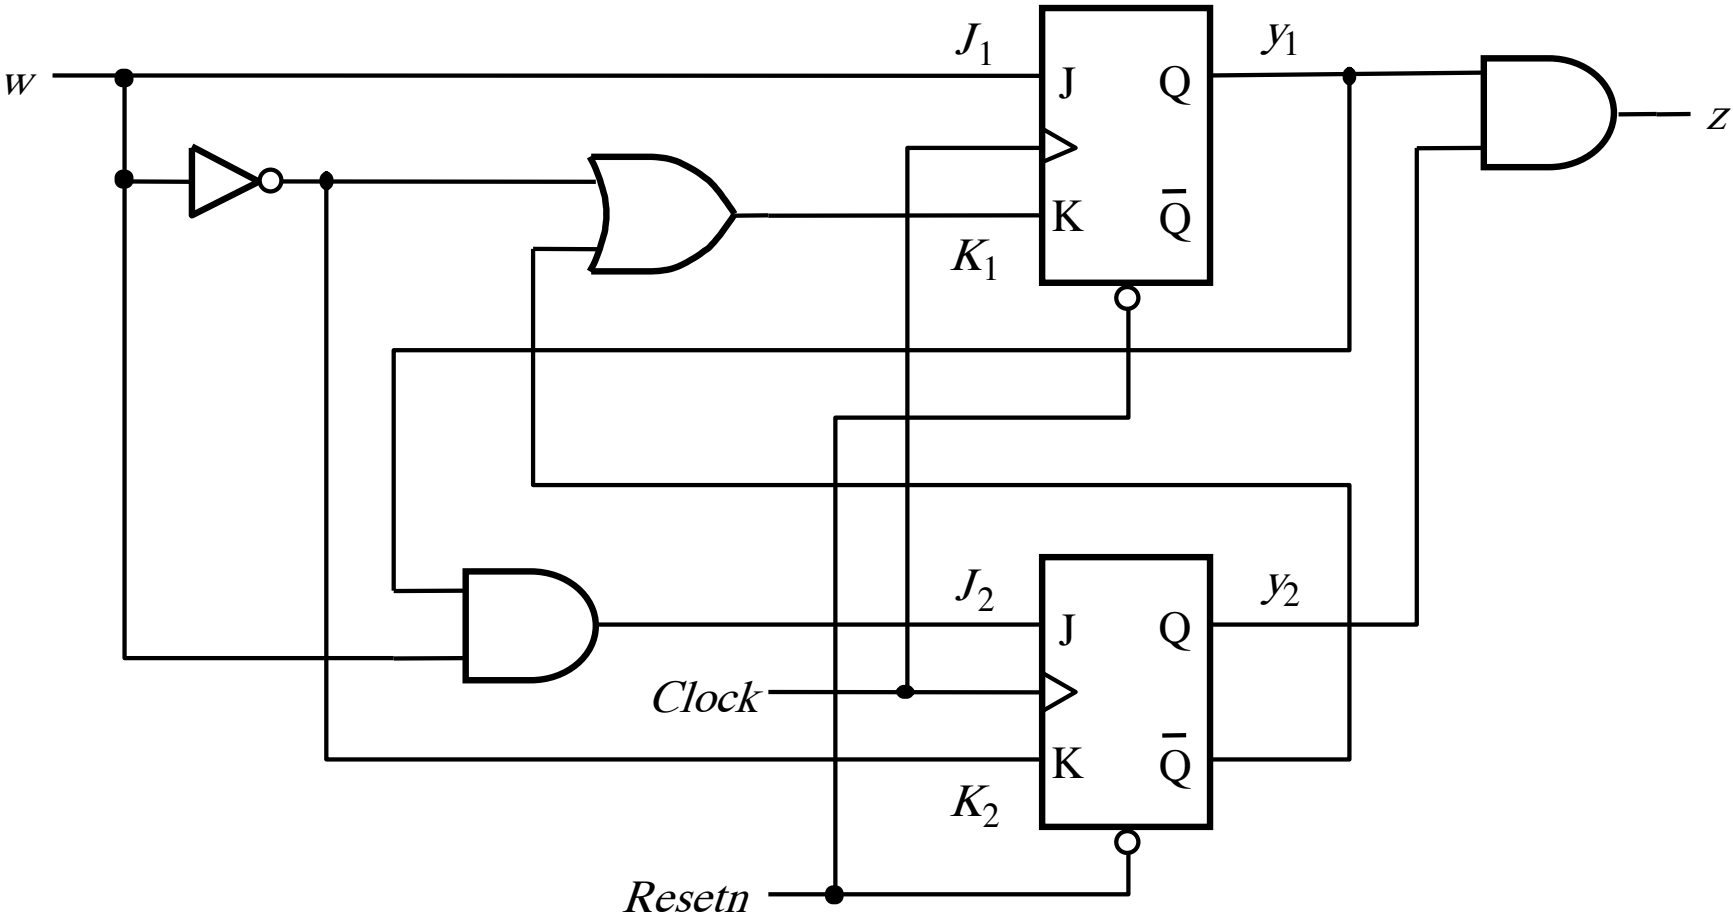 J₁ y₁
w J Q z
K Q̅
K₁
J₂ y₂
J Q
Clock
K Q̅
K₂
Resetn